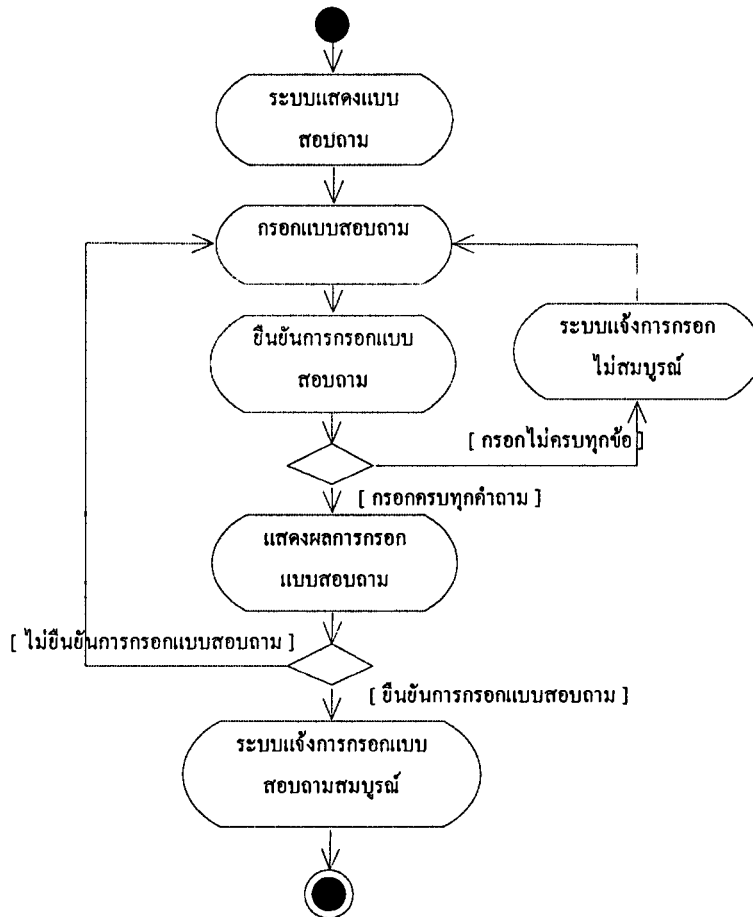 ระบบแสดงแบบ
สอบถาม
กรอกแบบสอบถาม
ยืนยันการกรอกแบบ
สอบถาม
ระบบแจ้งการกรอก
ไม่สมบูรณ์
[ กรอกไม่ครบทุกข้อ ]
[ กรอกครบทุกคำถาม ]
แสดงผลการกรอก
แบบสอบถาม
[ ไม่ยืนยันการกรอกแบบสอบถาม ]
[ ยืนยันการกรอกแบบสอบถาม ]
ระบบแจ้งการกรอกแบบ
สอบถามสมบูรณ์